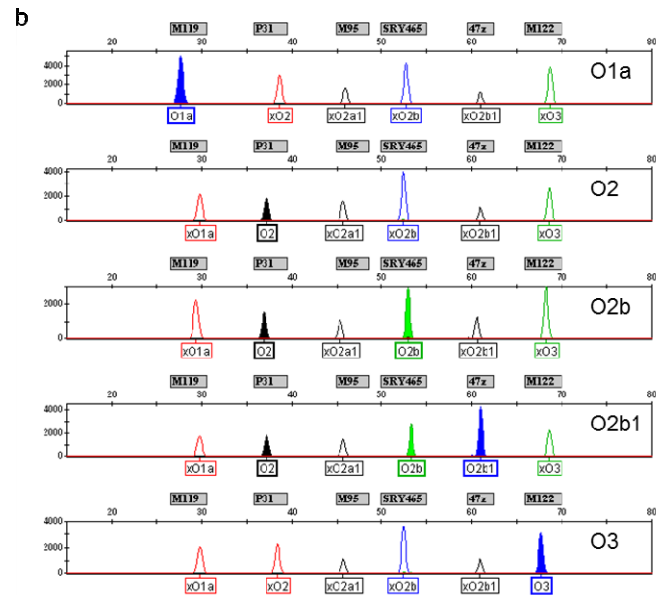 b
M119 P31 M95 SRY465 47z M122
20 30 40 50 60 70 80
4000
2000
0
O1a
O1a xO2 xO2a1 xO2b xO2b1 xO3
M119 P31 M95 SRY465 47z M122
20 30 40 50 60 70 80
4000
2000
0
O2
xO1a O2 xO2a1 xO2b xO2b1 xO3
M119 P31 M95 SRY465 47z M122
20 30 40 50 60 70 80
2000
0
O2b
xO1a O2 xO2a1 O2b xO2b1 xO3
M119 P31 M95 SRY465 47z M122
20 30 40 50 60 70 80
4000
2000
0
O2b1
xO1a O2 xO2a1 O2b O2b1 xO3
M119 P31 M95 SRY465 47z M122
20 30 40 50 60 70 80
4000
2000
0
O3
xO1a xO2 xO2a1 xO2b xO2b1 O3